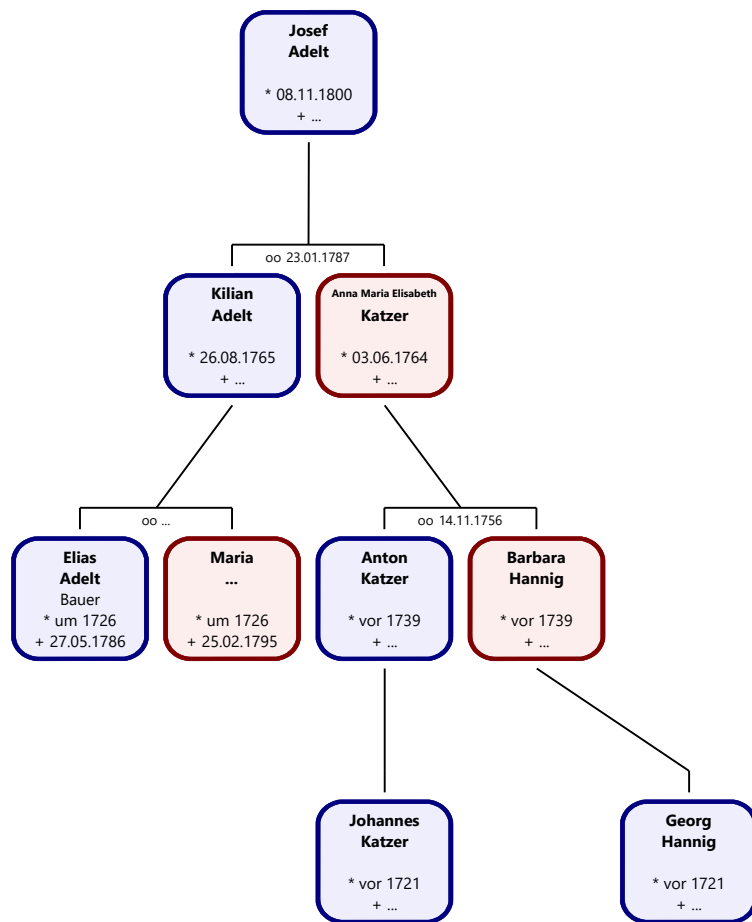 Josef
Adelt
* 08.11.1800
+ ...
oo 23.01.1787
Kilian
Adelt
* 26.08.1765
+ ...
Anna Maria Elisabeth
Katzer
* 03.06.1764
+ ...
oo ...
oo 14.11.1756
Elias
Adelt
Bauer
* um 1726
+ 27.05.1786
Maria
...
* um 1726
+ 25.02.1795
Anton
Katzer
* vor 1739
+ ...
Barbara
Hannig
* vor 1739
+ ...
Johannes
Katzer
* vor 1721
+ ...
Georg
Hannig
* vor 1721
+ ...